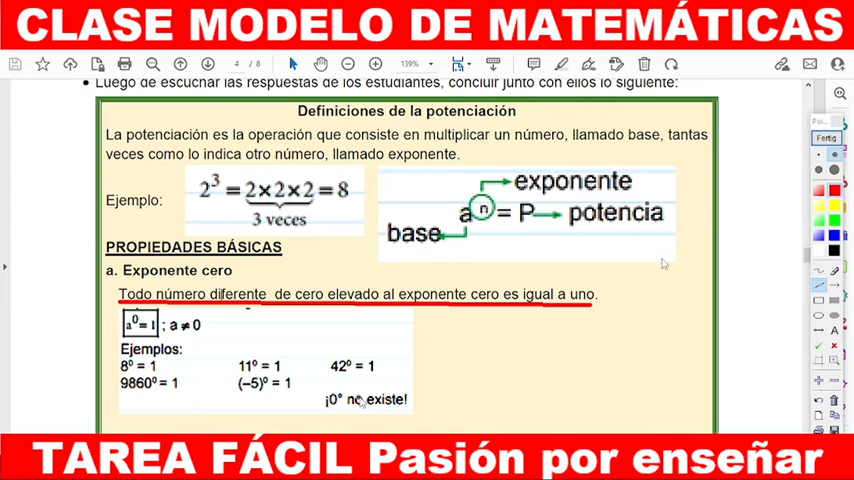 CLASE MODELO DE MATEMÁTICAS
4 / 8
139%
Poi...
Fertig
• Luego de escuchar las respuestas de los estudiantes, concluir junto con ellos lo siguiente:
Definiciones de la potenciación
La potenciación es la operación que consiste en multiplicar un número, llamado base, tantas
veces como lo indica otro número, llamado exponente.
Ejemplo:
2³ = 2×2×2 = 8
3 veces
exponente
aⁿ = P → potencia
base
PROPIEDADES BÁSICAS
a. Exponente cero
Todo número diferente de cero elevado al exponente cero es igual a uno.
a⁰ = 1 ; a ≠ 0
Ejemplos:
8⁰ = 1 11⁰ = 1 42⁰ = 1
9860⁰ = 1 (–5)⁰ = 1
¡0° no existe!
TAREA FÁCIL Pasión por enseñar